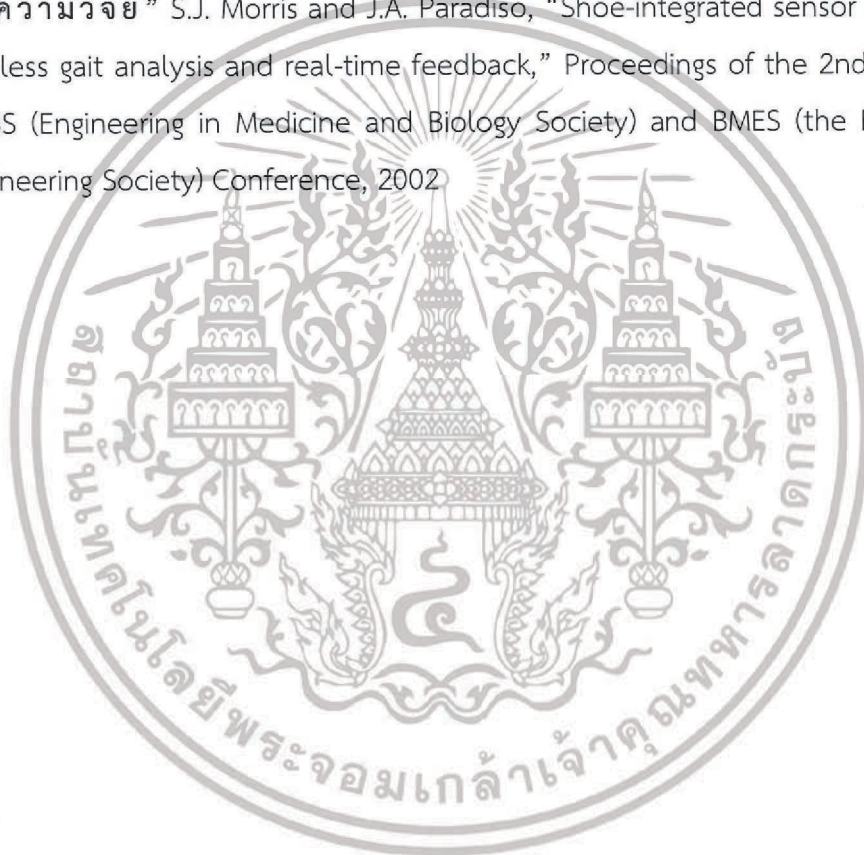 ความวิจัย" S.J. Morris and J.A. Paradiso, "Shoe-integrated sensor
less gait analysis and real-time feedback," Proceedings of the 2nd
S (Engineering in Medicine and Biology Society) and BMES (the
neering Society) Conference, 2002
สถาบันเทคโนโลยีพระจอมเกล้าเจ้าคุณทหารลาดกระบัง
๔